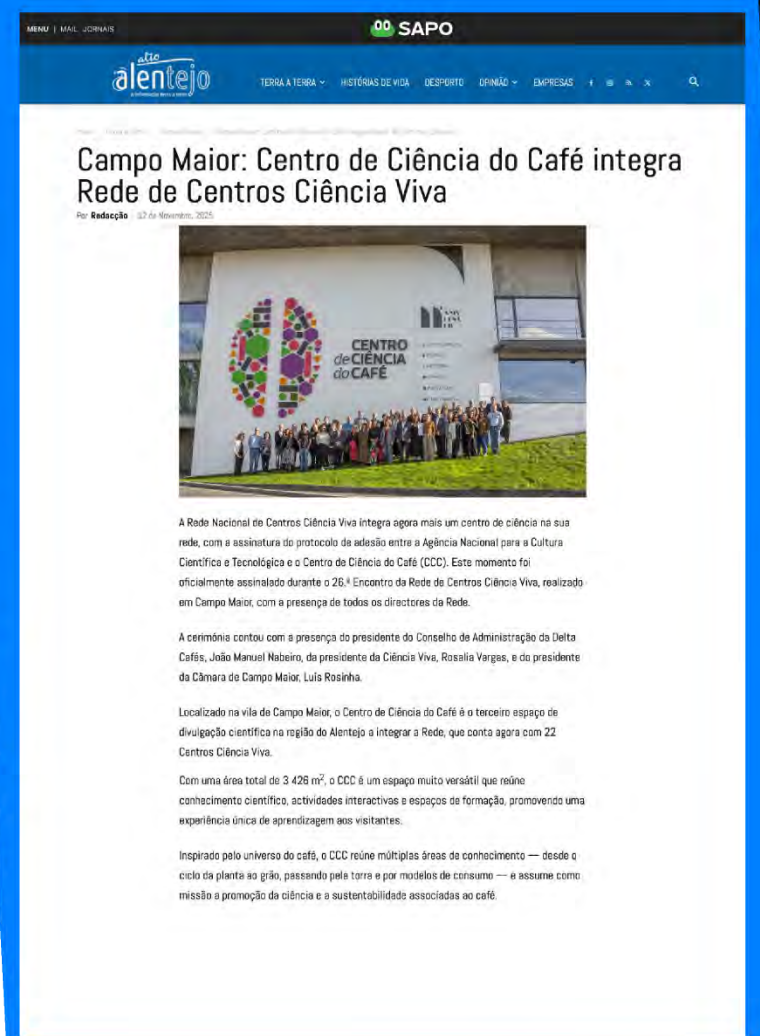 MENU | MAIL JORNAIS
SAPO
alto
alentejo
TERRA A TERRA
HISTÓRIAS DE VIDA
DESPORTO
OPINIÃO
EMPRESAS
Campo Maior: Centro de Ciência do Café integra
Rede de Centros Ciência Viva
Por Redacção 12 de Novembro, 2025
CENTRO
de CIÊNCIA
do CAFÉ
A Rede Nacional de Centros Ciência Viva integra agora mais um centro de ciência na sua
rede, com a assinatura do protocolo de adesão entre a Agência Nacional para a Cultura
Científica e Tecnológica e o Centro de Ciência do Café (CCC). Este momento foi
oficialmente assinalado durante o 26.º Encontro da Rede de Centros Ciência Viva, realizado
em Campo Maior, com a presença de todos os directores da Rede.
A cerimónia contou com a presença do presidente do Conselho de Administração da Delta
Cafés, João Manuel Nabeiro, da presidente da Ciência Viva, Rosalia Vargas, e do presidente
da Câmara de Campo Maior, Luís Rosinha.
Localizado na vila de Campo Maior, o Centro de Ciência do Café é o terceiro espaço de
divulgação científica na região do Alentejo a integrar a Rede, que conta agora com 22
Centros Ciência Viva.
Com uma área total de 3 426 m², o CCC é um espaço muito versátil que reúne
conhecimento científico, actividades interactivas e espaços de formação, promovendo uma
experiência única de aprendizagem aos visitantes.
Inspirado pelo universo do café, o CCC reúne múltiplas áreas de conhecimento — desde o
ciclo da planta ao grão, passando pela torra e por modelos de consumo — e assume como
missão a promoção da ciência e a sustentabilidade associadas ao café.